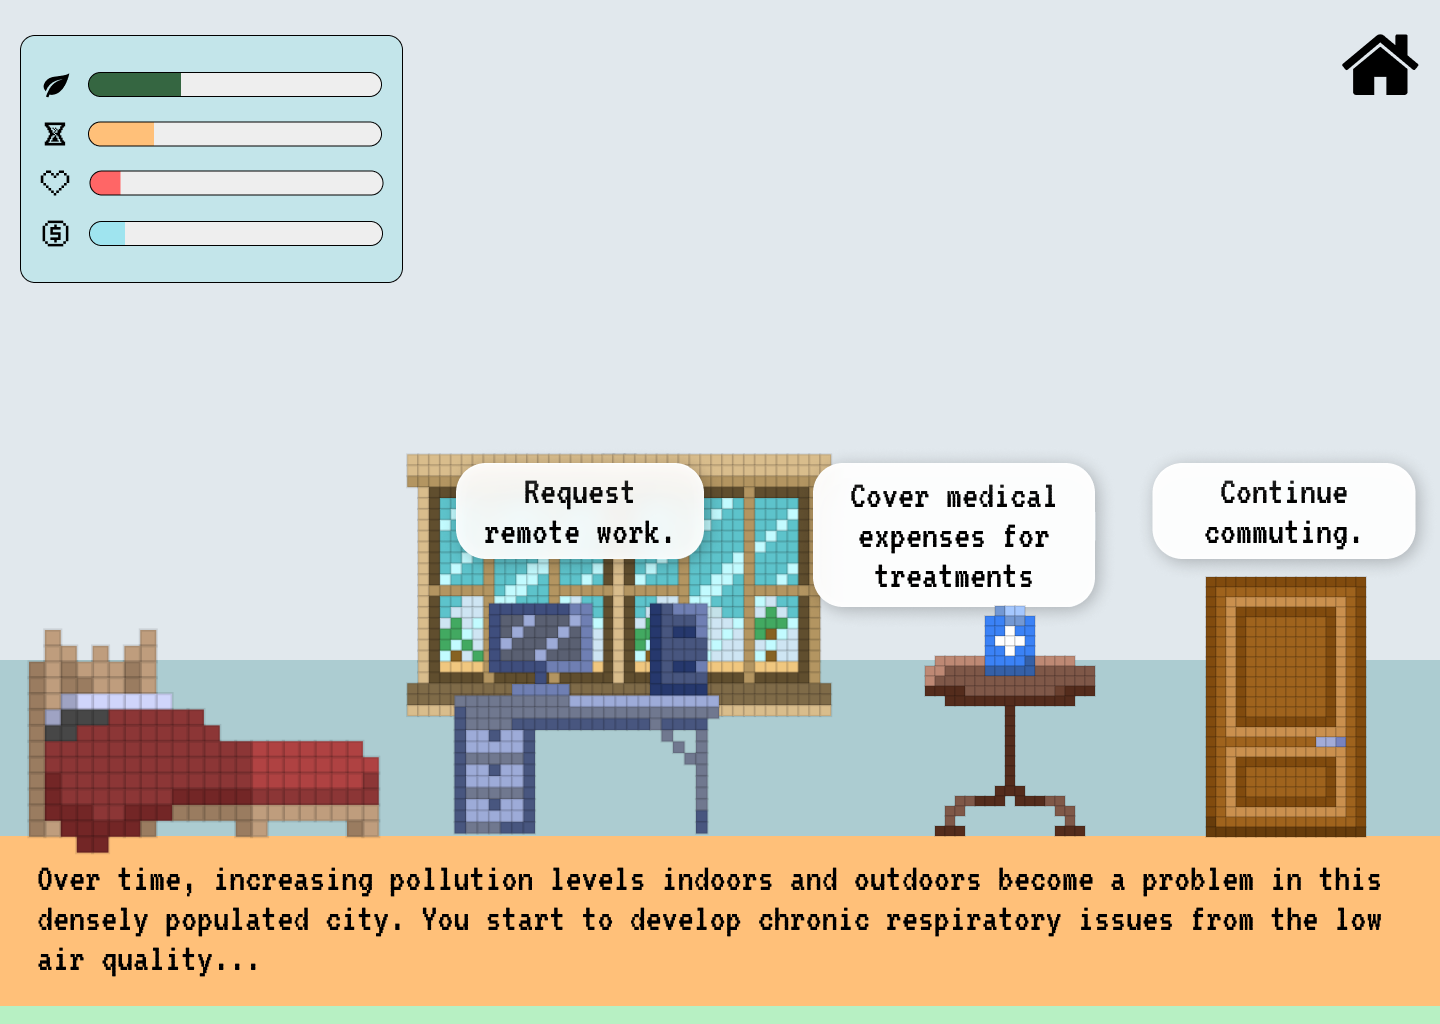 Request
remote work.
Cover medical
expenses for
treatments
Continue
commuting.
Over time, increasing pollution levels indoors and outdoors become a problem in this
densely populated city. You start to develop chronic respiratory issues from the low
air quality...